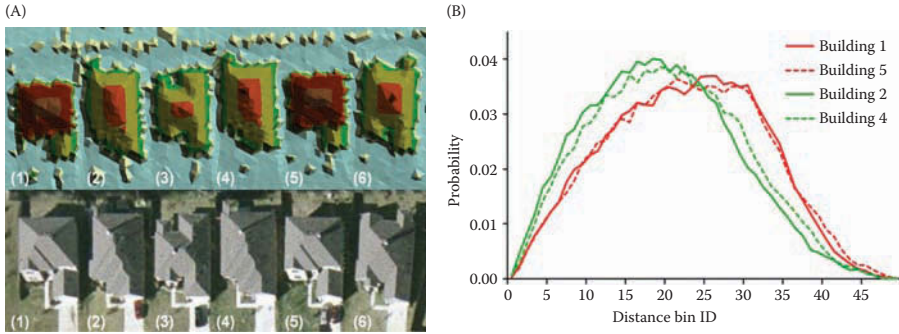 (A)
(1) (2) (3) (4) (5) (6)
(1) (2) (3) (4) (5) (6)
(B)
0.04
0.03
0.02
0.01
0.00
Probability
0 5 10 15 20 25 30 35 40 45
Distance bin ID
Building 1
Building 5
Building 2
Building 4